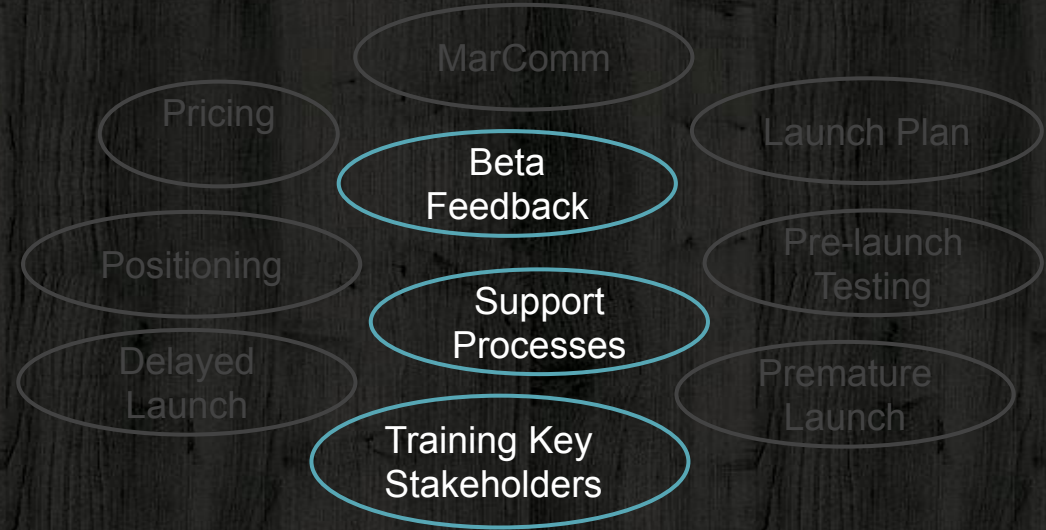 MarComm
Pricing
Launch Plan
Beta
Feedback
Positioning
Pre-launch
Testing
Support
Processes
Delayed
Launch
Premature
Launch
Training Key
Stakeholders